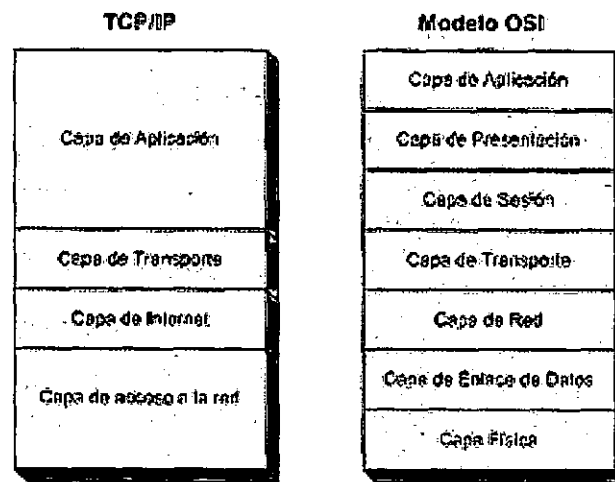 TCP/IP
Capa de Aplicación
Capa de Transporte
Capa de Internet
Capa de acceso a la red
Modelo OSI
Capa de Aplicación
Capa de Presentación
Capa de Sesión
Capa de Transporte
Capa de Red
Capa de Enlace de Datos
Capa Física